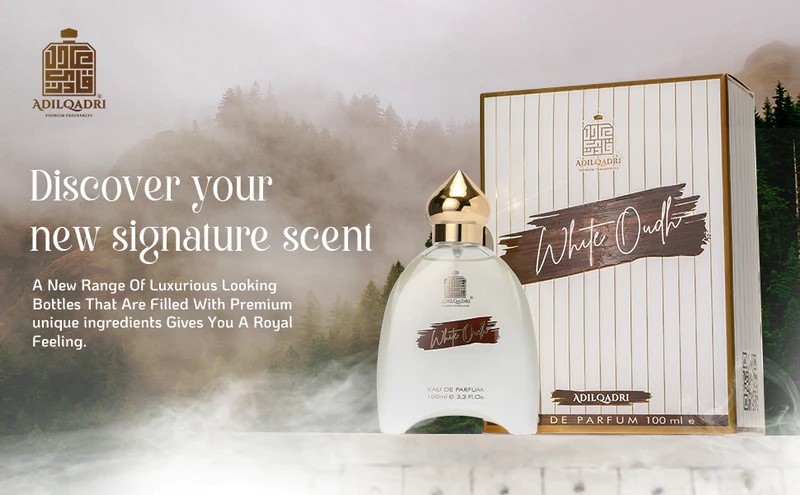 ADILQADRI
PREMIUM FRAGRANCES
Discover your
new signature scent
A New Range Of Luxurious Looking
Bottles That Are Filled With Premium
unique ingredients Gives You A Royal
Feeling.
ADILQADRI
PREMIUM FRAGRANCES
White Oudh
ADILQADRI
DE PARFUM 100 ml e
ADILQADRI
White Oudh
EAU DE PARFUM
100ml e 3.3 Fl.Oz.